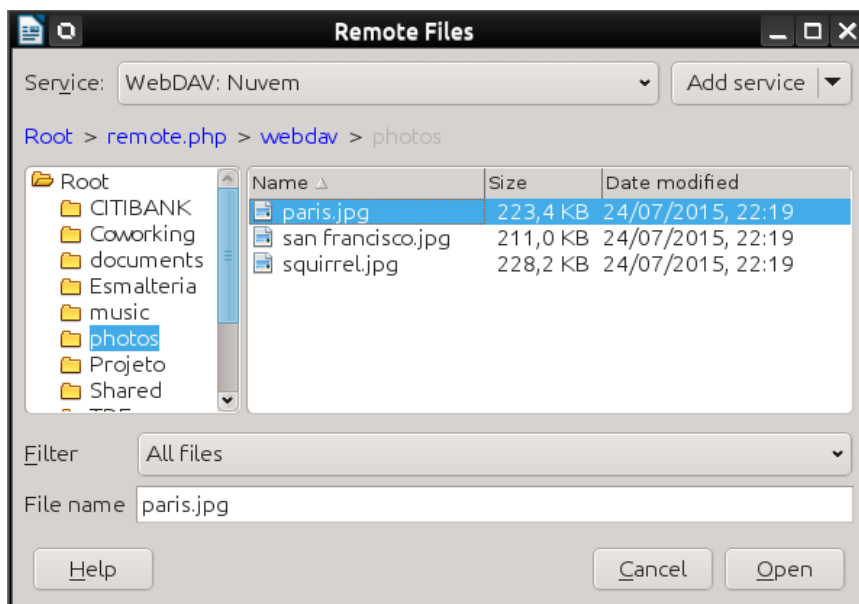 Remote Files
Service: WebDAV: Nuvem Add service
Root > remote.php > webdav > photos
Root
CITIBANK
Coworking
documents
Esmalteria
music
photos
Projeto
Shared
Name Size Date modified
paris.jpg 223,4 KB 24/07/2015, 22:19
san francisco.jpg 211,0 KB 24/07/2015, 22:19
squirrel.jpg 228,2 KB 24/07/2015, 22:19
Filter All files
File name paris.jpg
Help Cancel Open